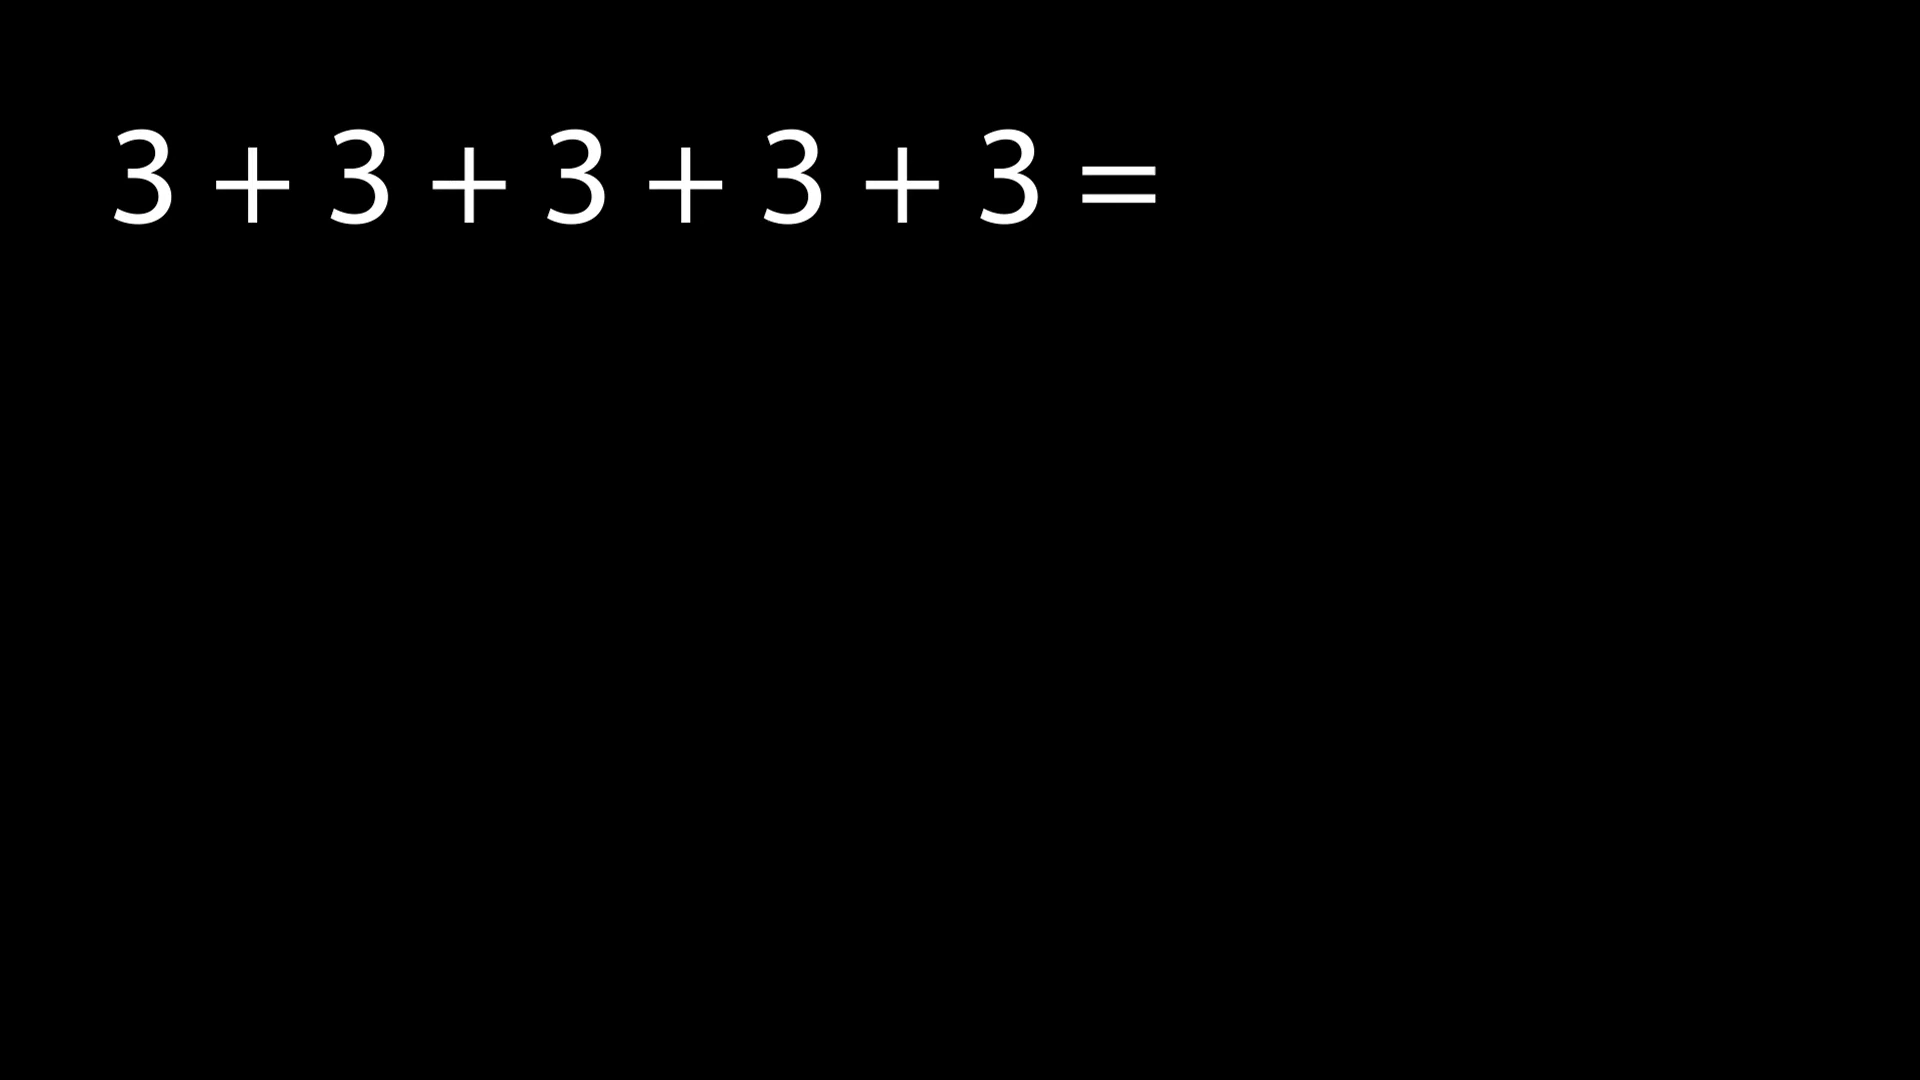 3 + 3 + 3 + 3 + 3 =